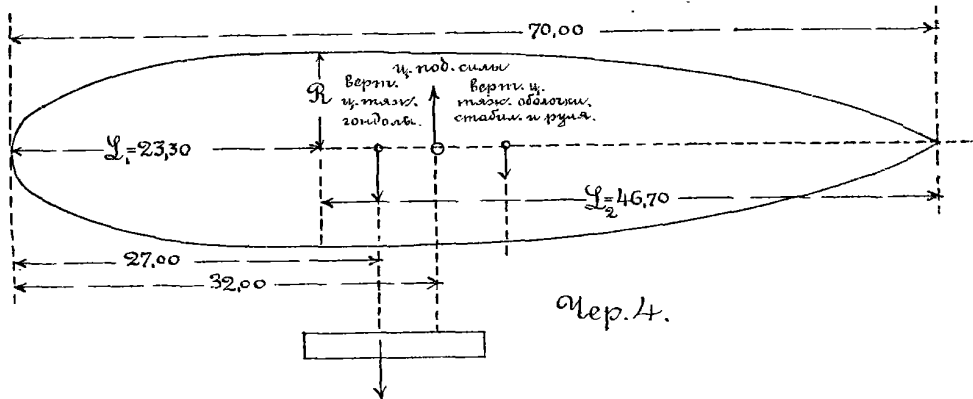 70,00
ц. под. силы
верт.
ц. тяж.
гондолы.
верт. ц.
тяж. оболочки,
стабил. и руля.
R
L₁=23,30
L₂=46,70
27,00
32,00
Чер. 4.